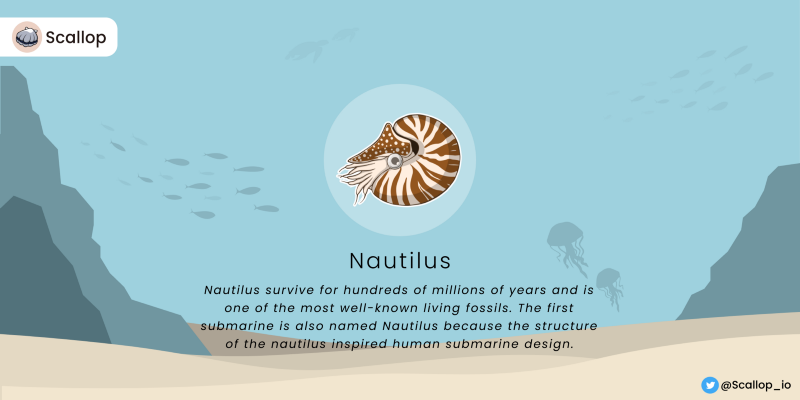 Scallop
Nautilus
Nautilus survive for hundreds of millions of years and is
one of the most well-known living fossils. The first
submarine is also named Nautilus because the structure
of the nautilus inspired human submarine design.
@Scallop_io